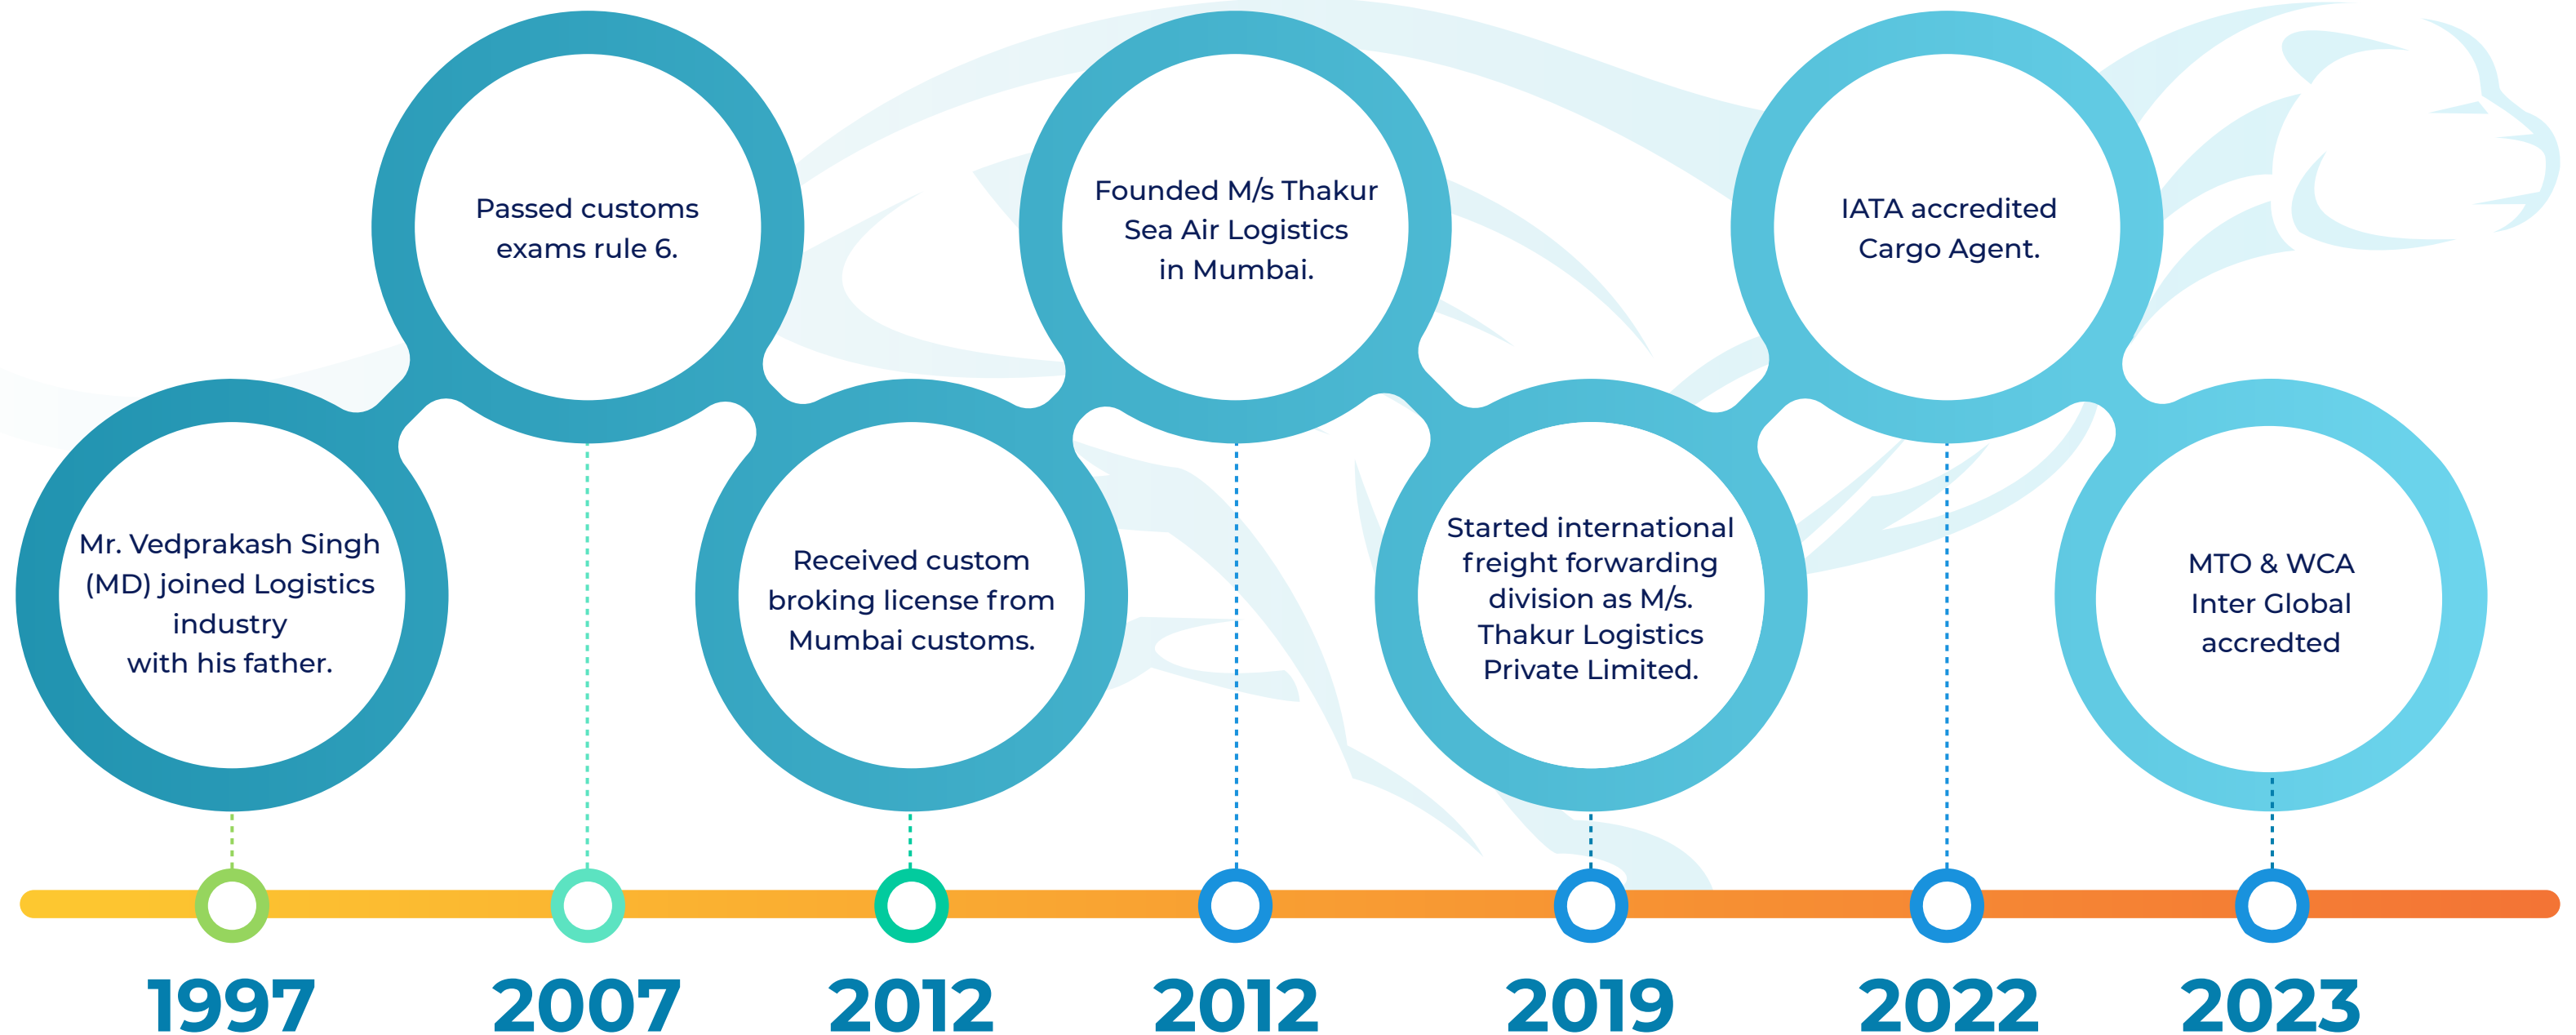 Mr. Vedprakash Singh
(MD) joined Logistics
industry
with his father.
Passed customs
exams rule 6.
Received custom
broking license from
Mumbai customs.
Founded M/s Thakur
Sea Air Logistics
in Mumbai.
Started international
freight forwarding
division as M/s.
Thakur Logistics
Private Limited.
IATA accredited
Cargo Agent.
MTO & WCA
Inter Global
accredted
1997
2007
2012
2012
2019
2022
2023